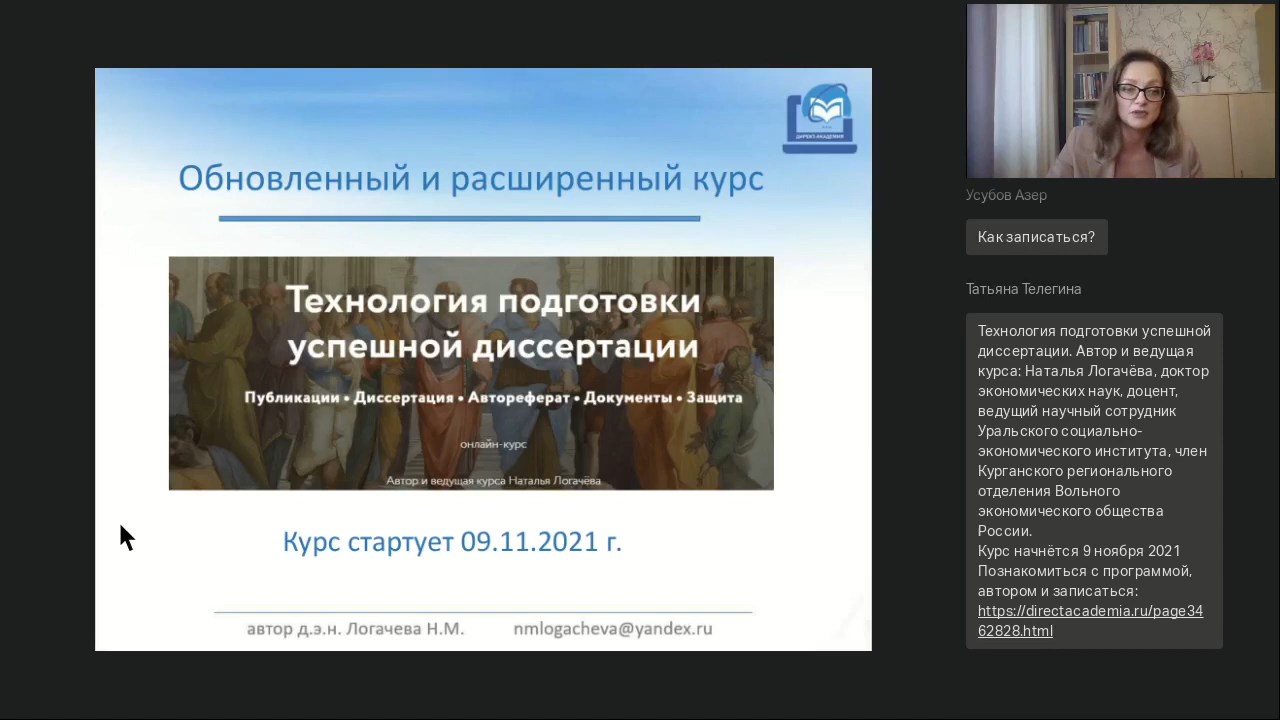 ДИРЕКТ-АКАДЕМИЯ
Обновленный и расширенный курс
Технология подготовки
успешной диссертации
Публикации • Диссертация • Автореферат • Документы • Защита
онлайн-курс
Автор и ведущая курса Наталья Логачёва
Курс стартует 09.11.2021 г.
автор д.э.н. Логачева Н.М. nmlogacheva@yandex.ru
Усубов Азер
Как записаться?
Татьяна Телегина
Технология подготовки успешной
диссертации. Автор и ведущая
курса: Наталья Логачёва, доктор
экономических наук, доцент,
ведущий научный сотрудник
Уральского социально-
экономического института, член
Курганского регионального
отделения Вольного
экономического общества
России.
Курс начнётся 9 ноября 2021
Познакомиться с программой,
автором и записаться:
https://directacademia.ru/page34
62828.html